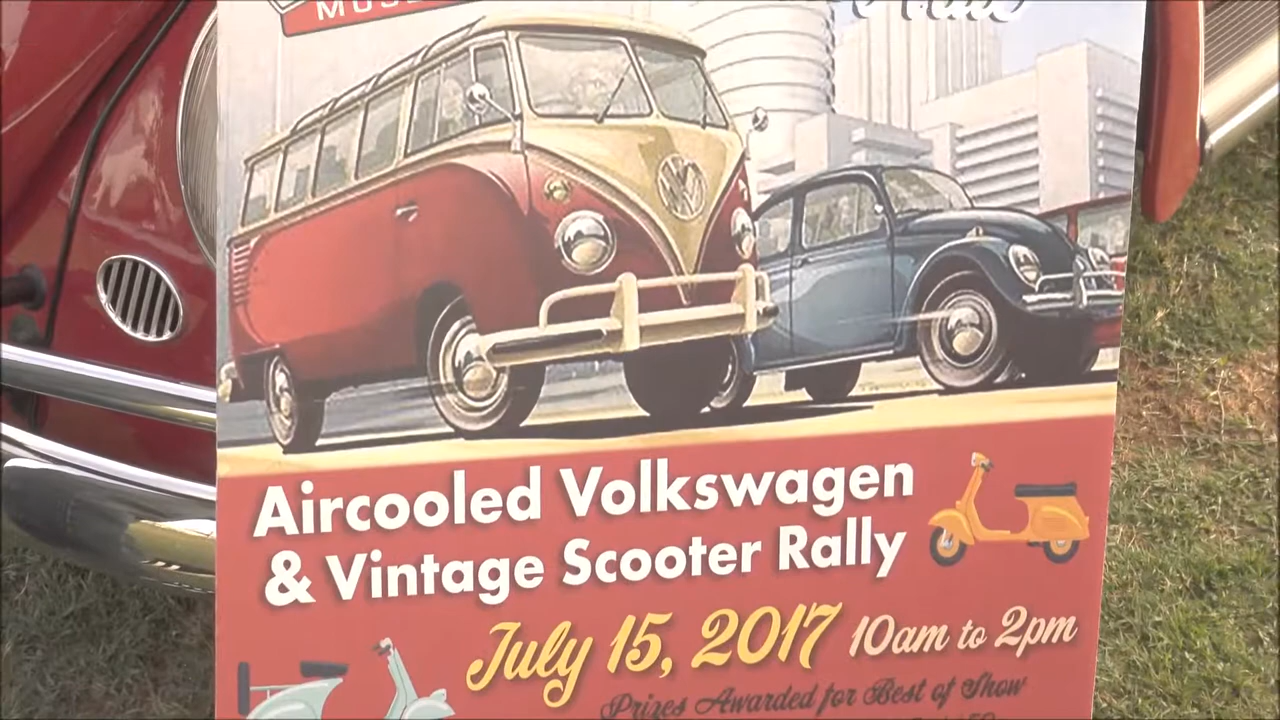 Aircooled Volkswagen
& Vintage Scooter Rally
July 15, 2017 10am to 2pm
Prizes Awarded for Best of Show